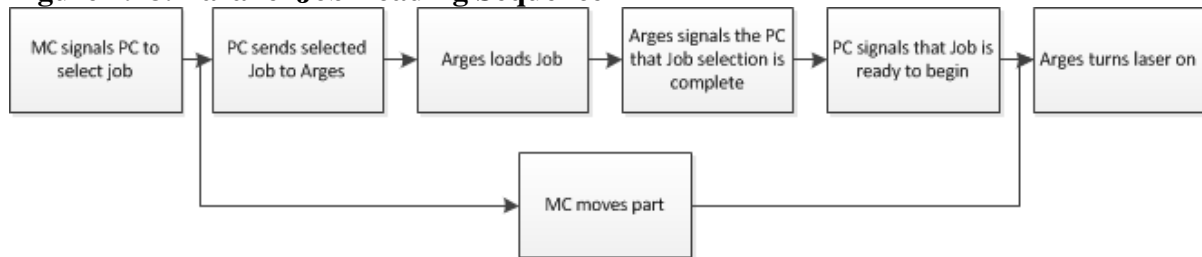 MC signals PC to
select job
PC sends selected
Job to Arges
Arges loads Job
Arges signals the PC
that Job selection is
complete
PC signals that Job is
ready to begin
Arges turns laser on
MC moves part